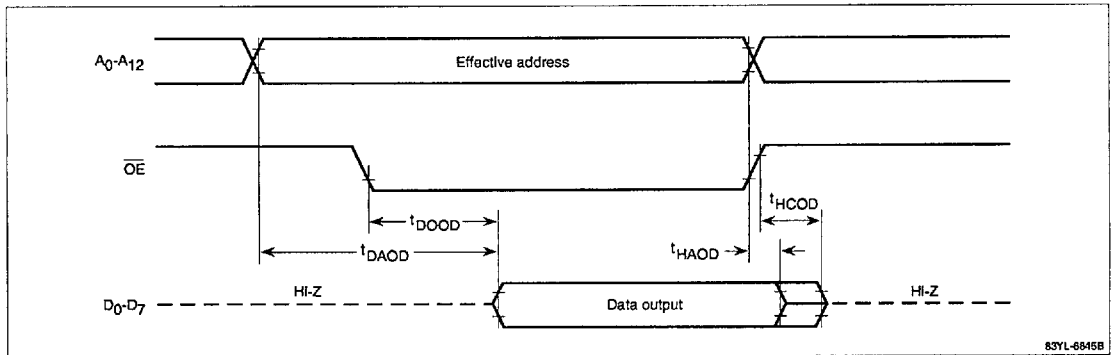 A0-A12
Effective address
OE
tHCOD
tDOOD
tDAOD
tHAOD
D0-D7
HI-Z
Data output
HI-Z
83YL-6845B